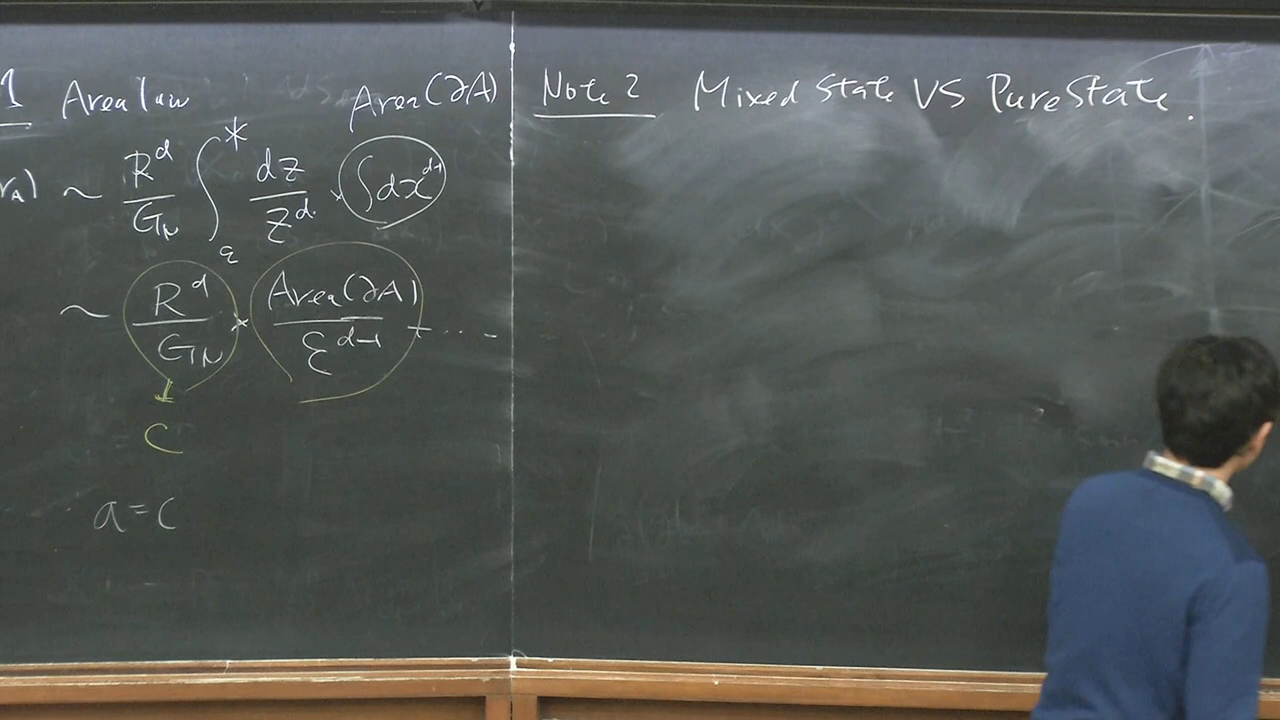 1 Area law
Area(∂A)
r_A) ~ R^d/G_N ∫_ε^* dz/z^d · ∫dx^{d-1}
~ R^d/G_N × Area(∂A)/ε^{d-1} + ....
↓
C
a=c
Note 2 Mixed State VS Pure State.